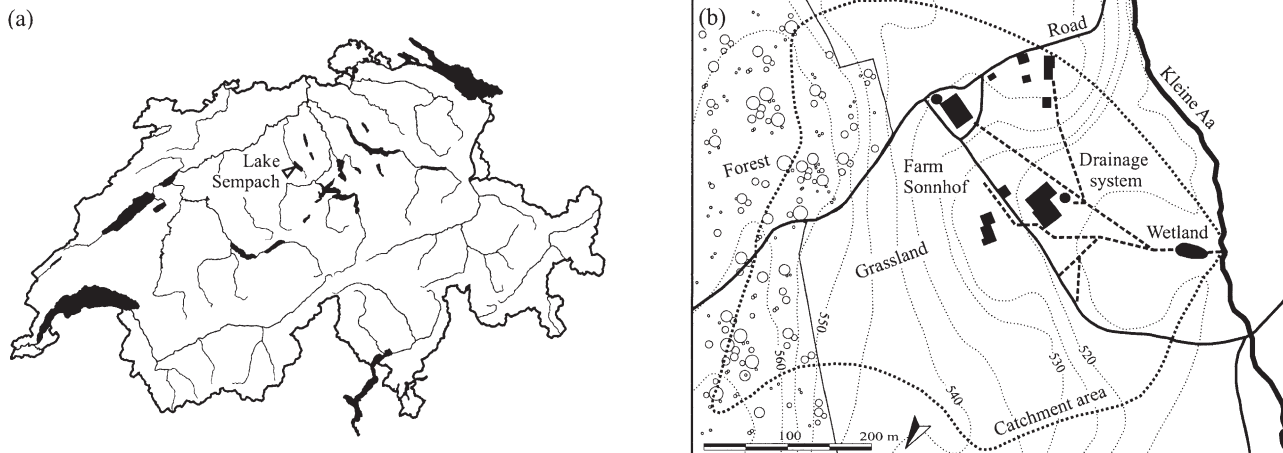 (a)
Lake
Sempach
(b)
Road
Kleine Aa
Forest
Farm
Sonnhof
Drainage
system
Wetland
Grassland
550
560
540
530
520
Catchment area
100
200 m